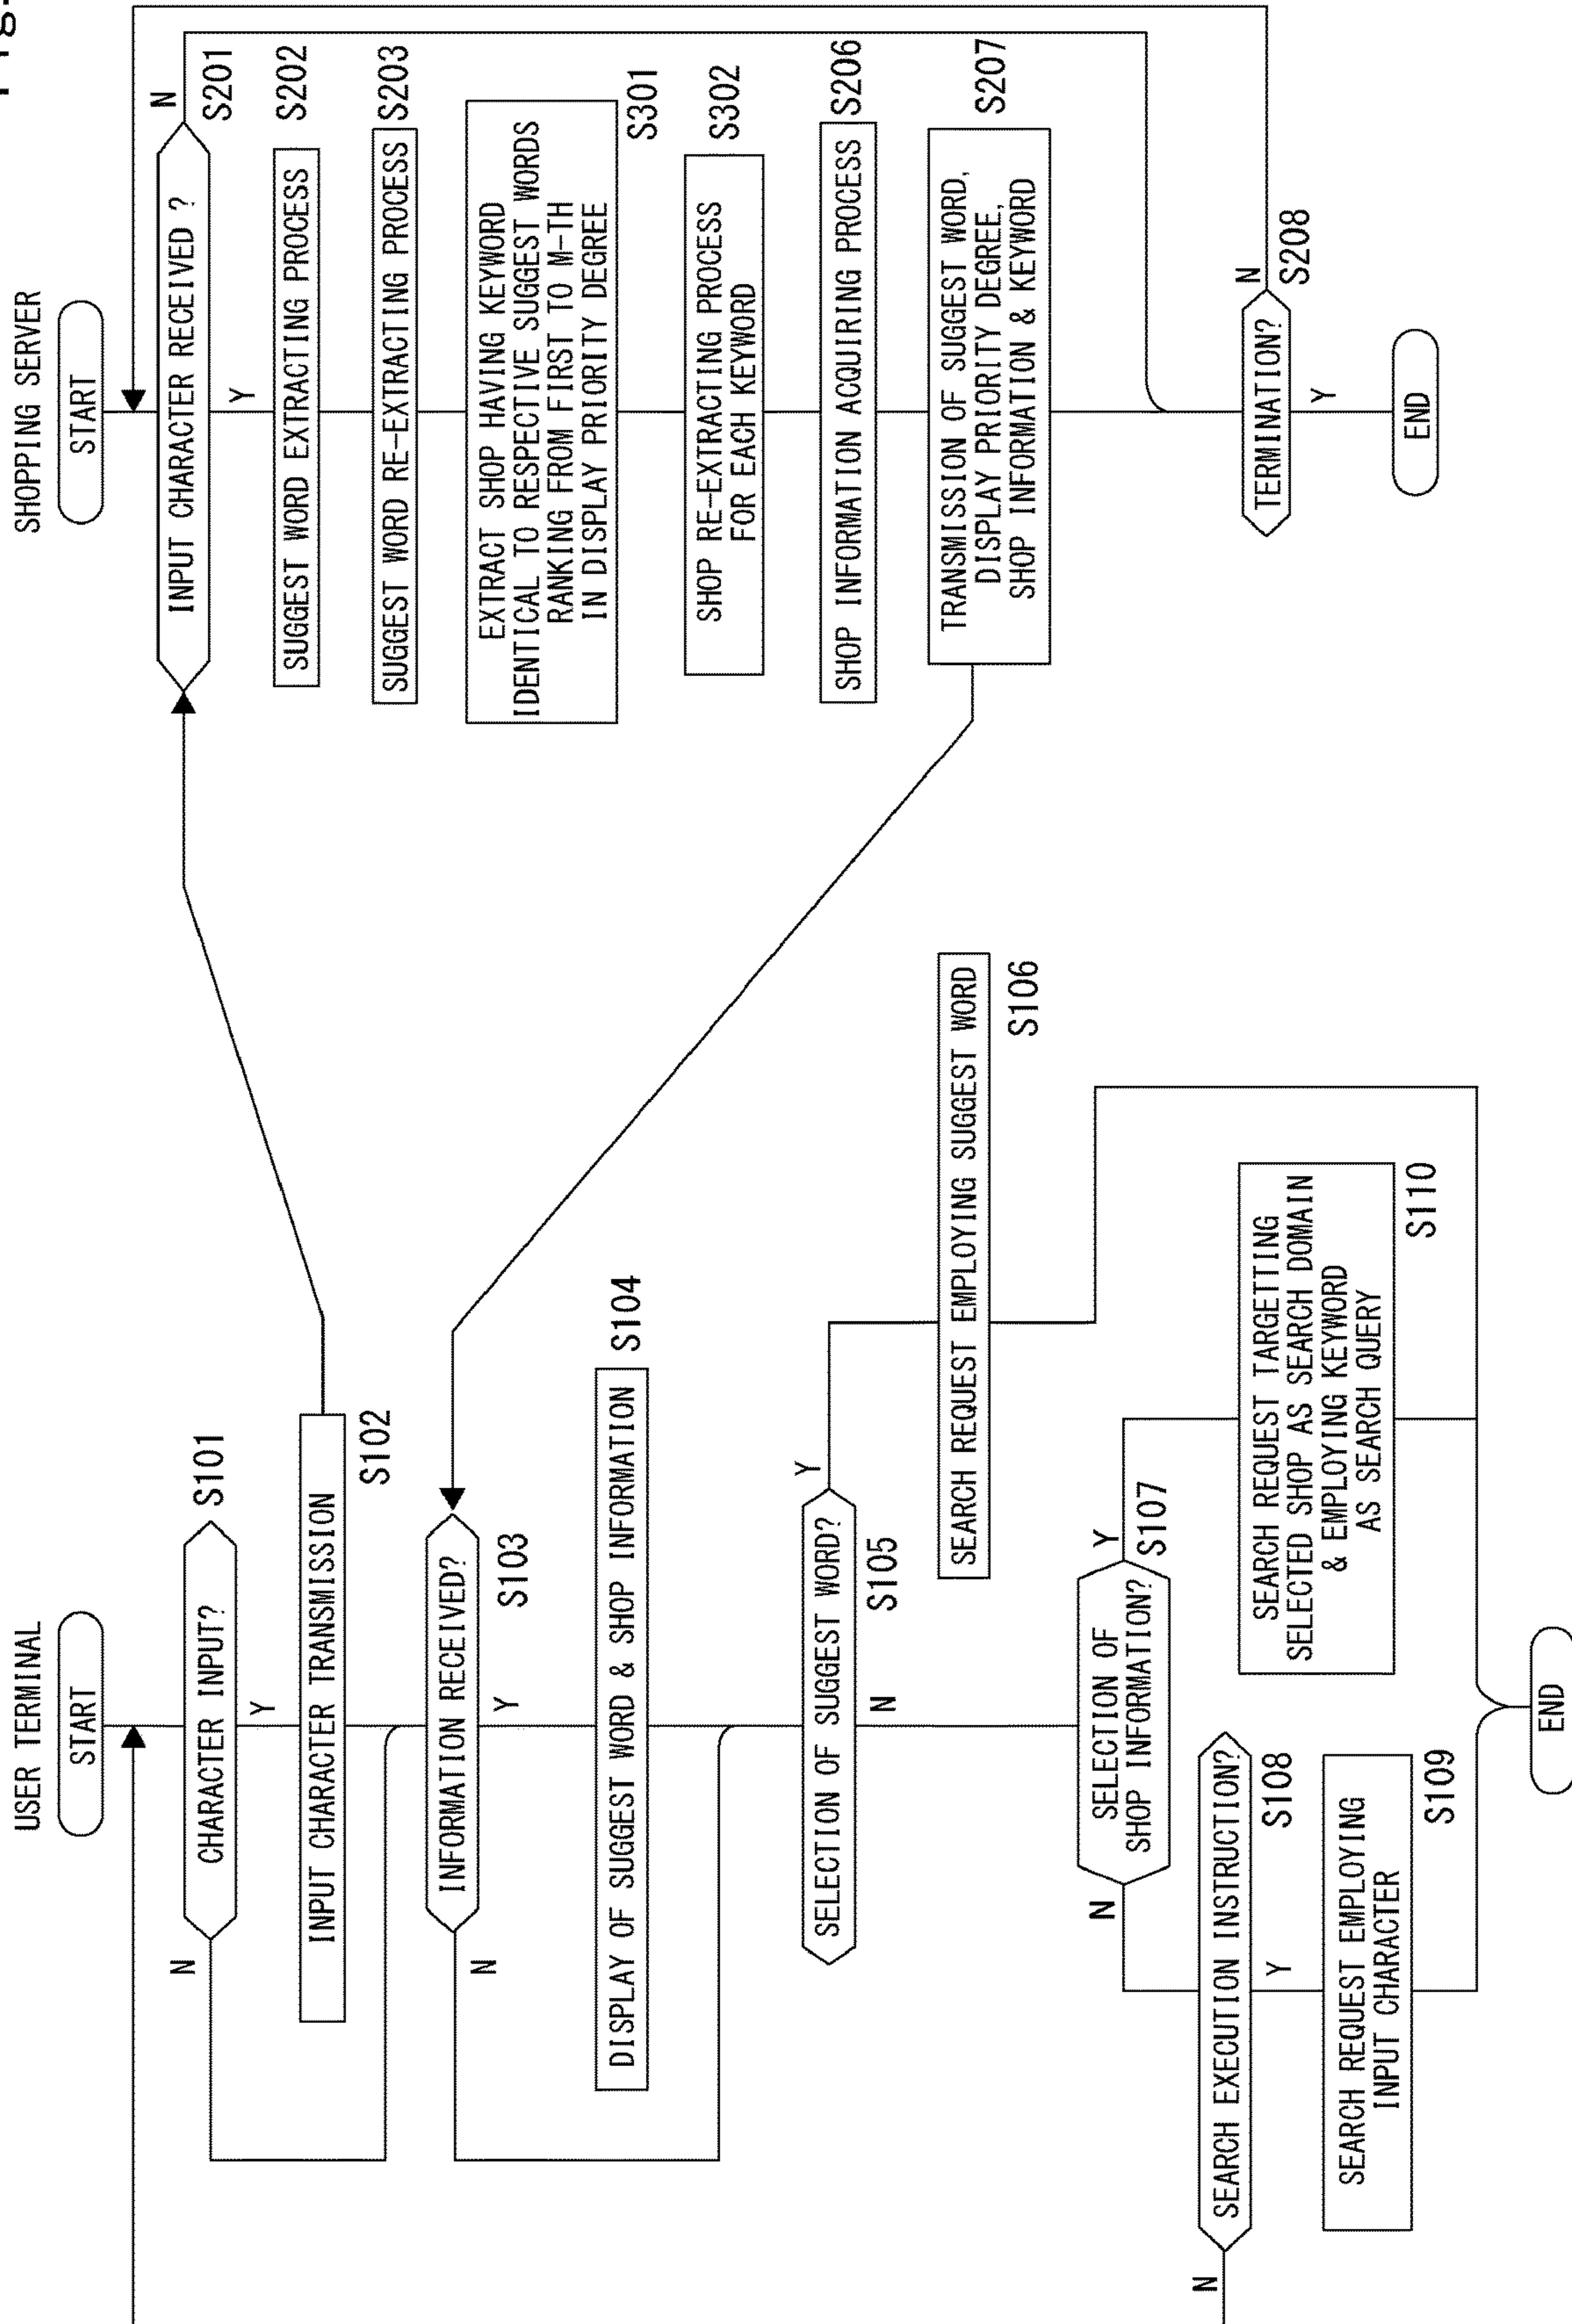 Fig.
USER TERMINAL
START
CHARACTER INPUT?
S101
N
Y
INPUT CHARACTER TRANSMISSION
S102
INFORMATION RECEIVED?
S103
N
Y
DISPLAY OF SUGGEST WORD & SHOP INFORMATION
S104
SELECTION OF SUGGEST WORD?
S105
Y
N
SEARCH REQUEST EMPLOYING SUGGEST WORD
S106
SELECTION OF
SHOP INFORMATION?
S107
N
Y
SEARCH EXECUTION INSTRUCTION?
S108
N
Y
SEARCH REQUEST EMPLOYING
INPUT CHARACTER
S109
SEARCH REQUEST TARGETTING
SELECTED SHOP AS SEARCH DOMAIN
& EMPLOYING KEYWORD
AS SEARCH QUERY
S110
END
SHOPPING SERVER
START
INPUT CHARACTER RECEIVED ?
N
S201
Y
SUGGEST WORD EXTRACTING PROCESS
S202
SUGGEST WORD RE-EXTRACTING PROCESS
S203
EXTRACT SHOP HAVING KEYWORD
IDENTICAL TO RESPECTIVE SUGGEST WORDS
RANKING FROM FIRST TO M-TH
IN DISPLAY PRIORITY DEGREE
S301
SHOP RE-EXTRACTING PROCESS
FOR EACH KEYWORD
S302
SHOP INFORMATION ACQUIRING PROCESS
S206
TRANSMISSION OF SUGGEST WORD,
DISPLAY PRIORITY DEGREE,
SHOP INFORMATION & KEYWORD
S207
TERMINATION?
N
S208
Y
END